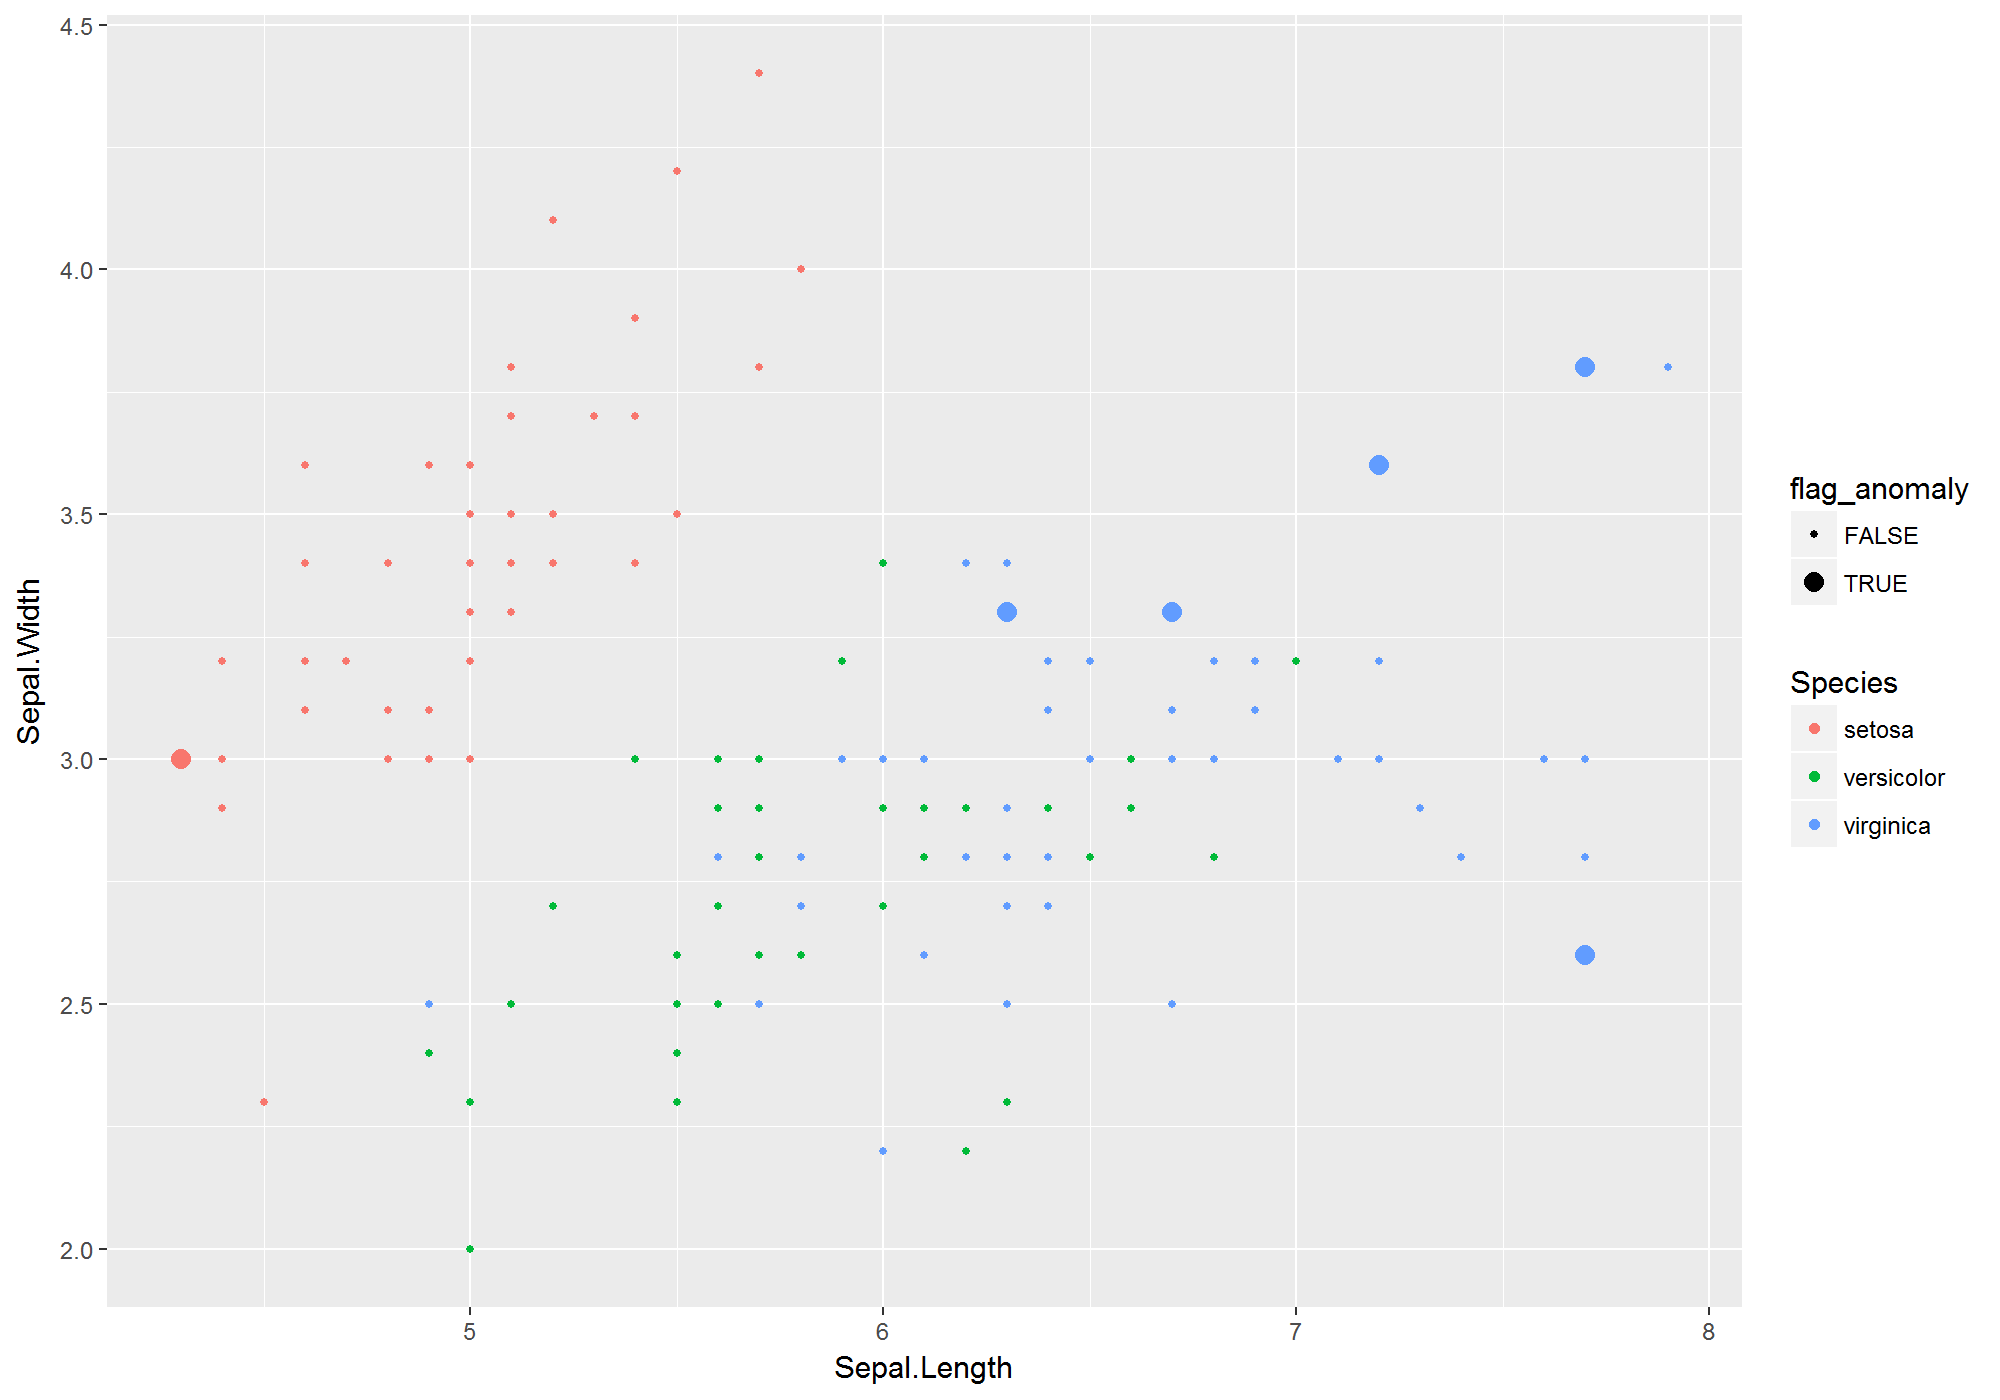 4.5
4.0
3.5
3.0
2.5
2.0
Sepal.Width
5 6 7 8
Sepal.Length
flag_anomaly
FALSE
TRUE
Species
setosa
versicolor
virginica